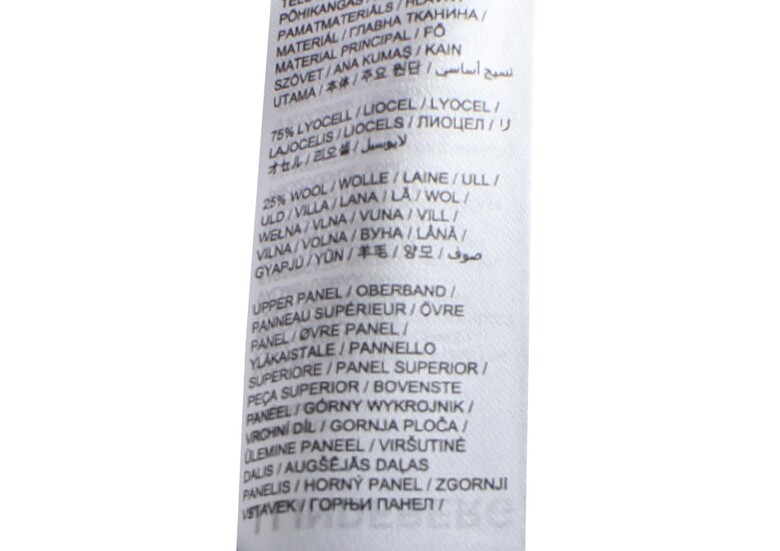 PÕHIKANGAS /
PAMATMATERIĀLS / HLAVNÝ
MATERIÁL / ГЛАВНА ТКАНИНА /
MATERIAL PRINCIPAL / FŐ
SZÖVET / ANA KUMAŞ / KAIN
UTAMA / 本体 / 주요 원단 / نسيج أساسي
75% LYOCELL / LIOCEL / LYOCEL /
LAJOCELIS / LIOCELS / ЛИОЦЕЛ / リ
オセル / 리오셀 / لايوسيل
25% WOOL / WOLLE / LAINE / ULL /
ULD / VILLA / LANA / LÃ / WOL /
WEŁNA / VLNA / VUNA / VILL /
VILNA / VOLNA / ВУНА / LÂNĂ /
GYAPJÚ / YÜN / 羊毛 / 양모 / صوف
UPPER PANEL / OBERBAND /
PANNEAU SUPÉRIEUR / ÖVRE
PANEL / ØVRE PANEL /
YLÄKAISTALE / PANNELLO
SUPERIORE / PANEL SUPERIOR /
PEÇA SUPERIOR / BOVENSTE
PANEEL / GÓRNY WYKROJNIK /
VRCHNÍ DÍL / GORNJA PLOČA /
ÜLEMINE PANEEL / VIRŠUTINĖ
DALIS / AUGŠĒJĀS DAĻAS
PANELIS / HORNÝ PANEL / ZGORNJI
VSTAVEK / ГОРЊИ ПАНЕЛ /